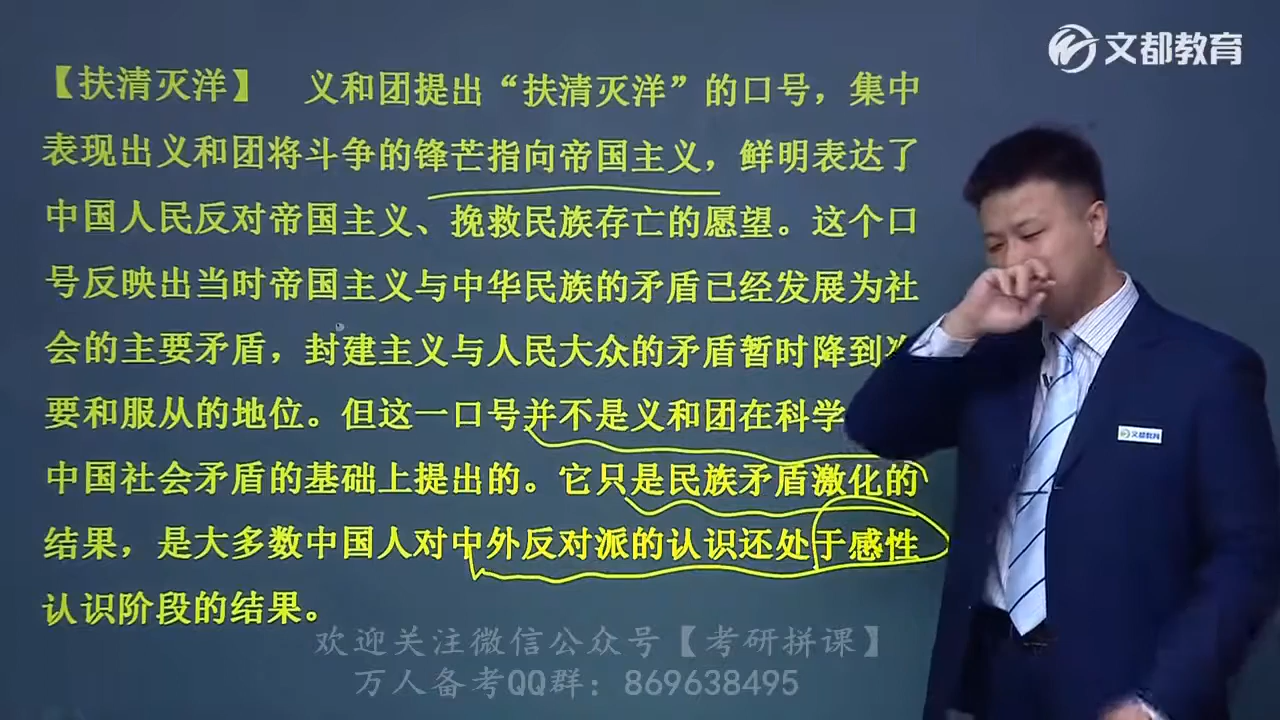 文都教育
【扶清灭洋】 义和团提出“扶清灭洋”的口号，集中
表现出义和团将斗争的锋芒指向帝国主义，鲜明表达了
中国人民反对帝国主义、挽救民族存亡的愿望。这个口
号反映出当时帝国主义与中华民族的矛盾已经发展为社
会的主要矛盾，封建主义与人民大众的矛盾暂时降到
要和服从的地位。但这一口号并不是义和团在科学
中国社会矛盾的基础上提出的。它只是民族矛盾激化的
结果，是大多数中国人对中外反对派的认识还处于感性
认识阶段的结果。
文都教育
欢迎关注微信公众号【考研拼课】
万人备考QQ群：869638495